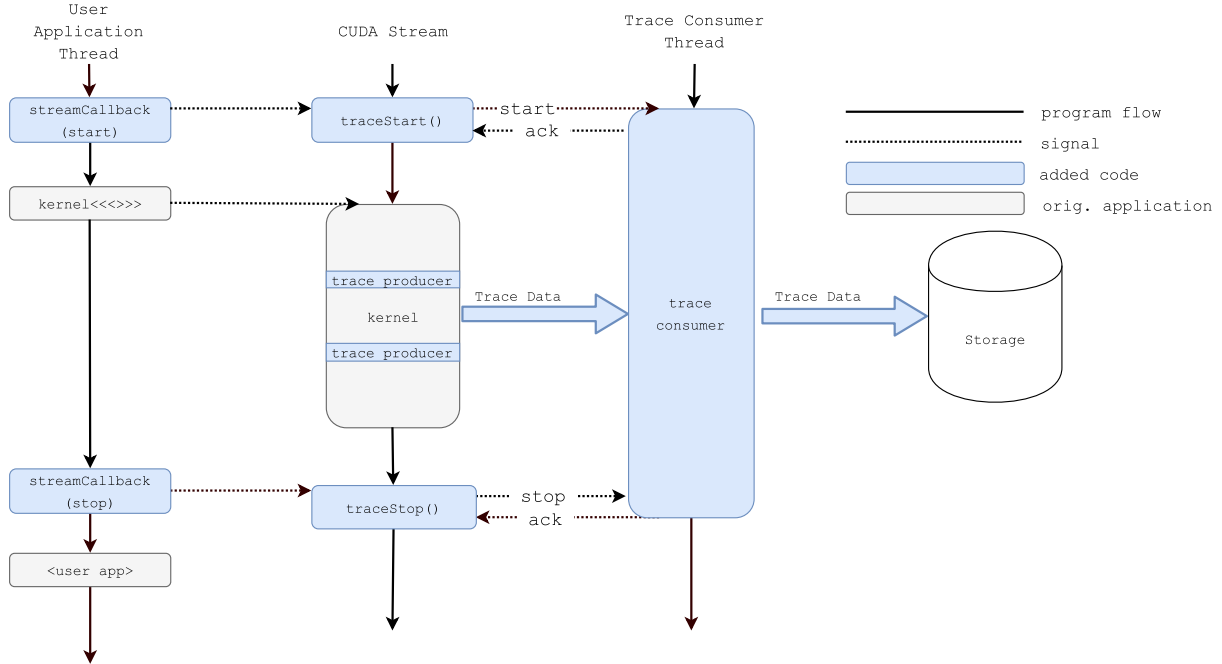 User
Application
Thread
CUDA Stream
Trace Consumer
Thread
streamCallback
(start)
traceStart()
start
ack
program flow
signal
added code
orig. application
kernel<<<>>>
trace producer
kernel
trace producer
Trace Data
trace
consumer
Trace Data
Storage
streamCallback
(stop)
traceStop()
stop
ack
<user app>